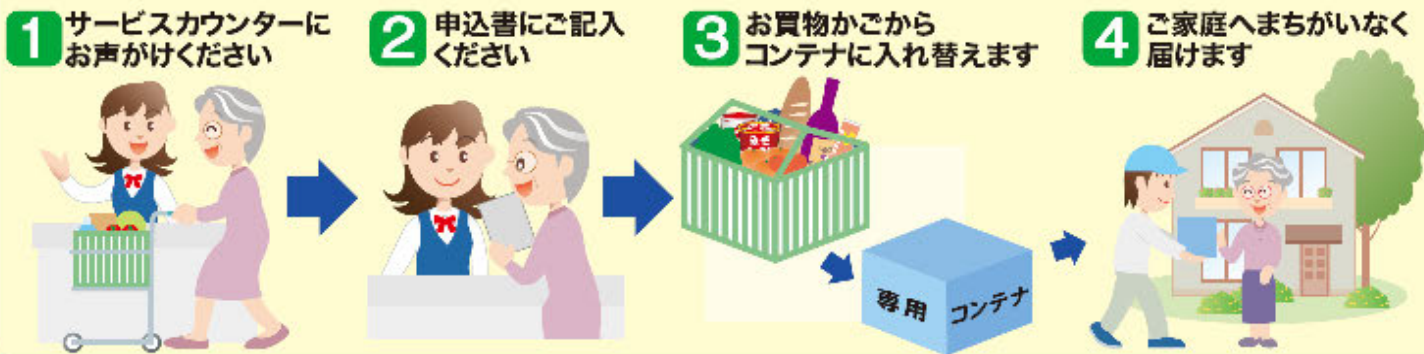 1 サービスカウンターに
お声がけください
2 申込書にご記入
ください
3 お買物かごから
コンテナに入れ替えます
4 ご家庭へまちがいなく
届けます
専用 コンテナ